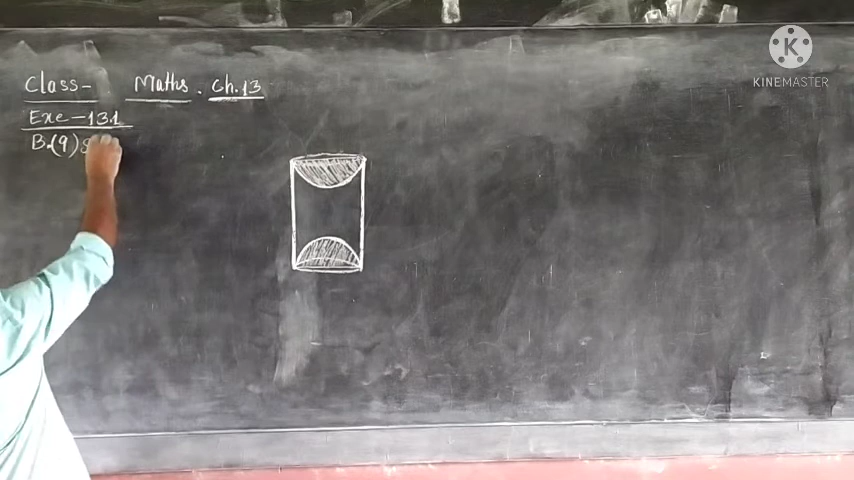 Class- Maths. Ch.13
Exe-13.1
B.(9)
K
KINEMASTER